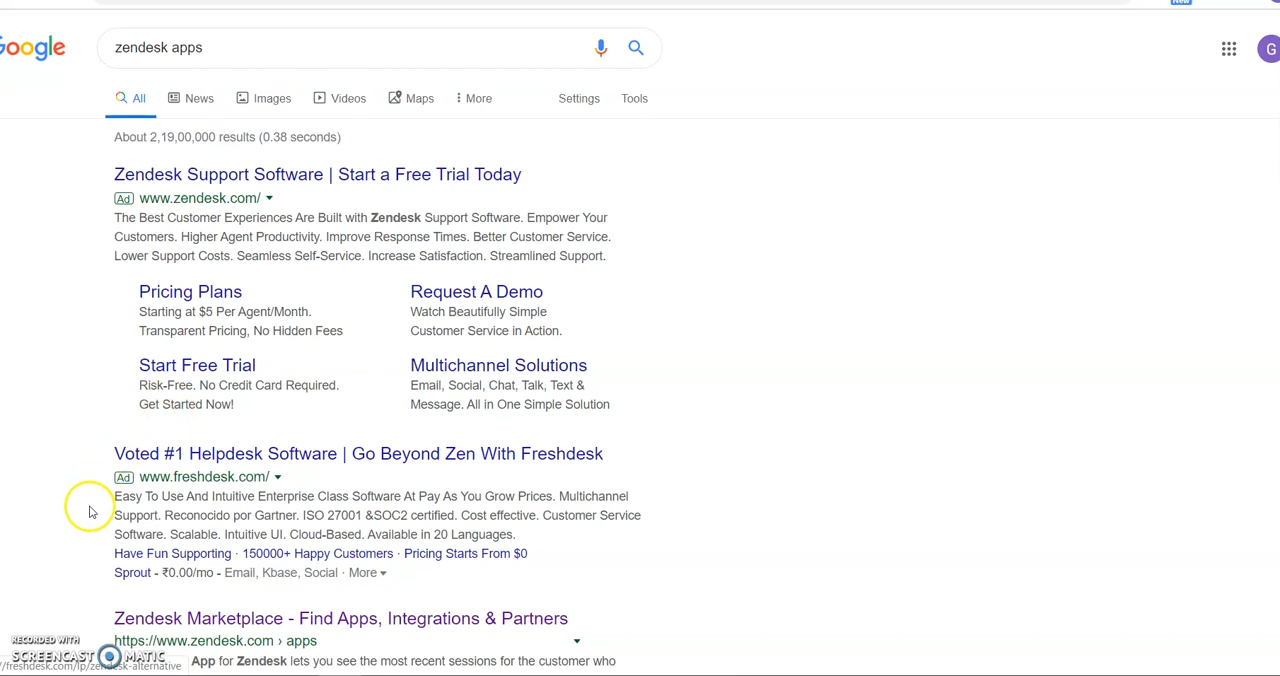 New
Google
zendesk apps
G
All
News
Images
Videos
Maps
More
Settings
Tools
About 2,19,00,000 results (0.38 seconds)
Zendesk Support Software | Start a Free Trial Today
Ad www.zendesk.com/
The Best Customer Experiences Are Built with Zendesk Support Software. Empower Your
Customers. Higher Agent Productivity. Improve Response Times. Better Customer Service.
Lower Support Costs. Seamless Self-Service. Increase Satisfaction. Streamlined Support.
Pricing Plans
Starting at $5 Per Agent/Month.
Transparent Pricing, No Hidden Fees
Request A Demo
Watch Beautifully Simple
Customer Service in Action.
Start Free Trial
Risk-Free. No Credit Card Required.
Get Started Now!
Multichannel Solutions
Email, Social, Chat, Talk, Text &
Message. All in One Simple Solution
Voted #1 Helpdesk Software | Go Beyond Zen With Freshdesk
Ad www.freshdesk.com/
Easy To Use And Intuitive Enterprise Class Software At Pay As You Grow Prices. Multichannel
Support. Reconocido por Gartner. ISO 27001 &SOC2 certified. Cost effective. Customer Service
Software. Scalable. Intuitive UI. Cloud-Based. Available in 20 Languages.
Have Fun Supporting · 150000+ Happy Customers · Pricing Starts From $0
Sprout - ₹0.00/mo - Email, Kbase, Social · More
Zendesk Marketplace - Find Apps, Integrations & Partners
https://www.zendesk.com › apps
App for Zendesk lets you see the most recent sessions for the customer who
RECORDED WITH
SCREENCAST MATIC
//freshdesk.com/lp/zendesk-alternative